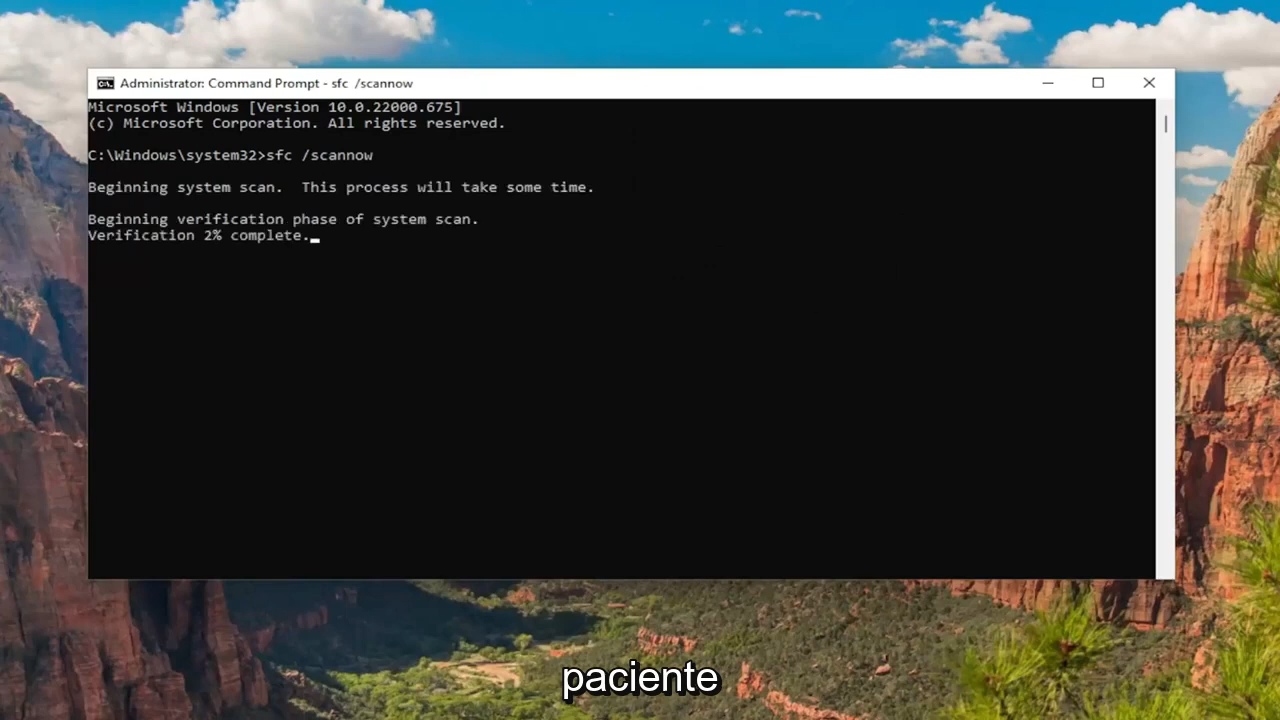 Administrator: Command Prompt - sfc  /scannow
Microsoft Windows [Version 10.0.22000.675]
(c) Microsoft Corporation. All rights reserved.
C:\Windows\system32>sfc /scannow
Beginning system scan.  This process will take some time.
Beginning verification phase of system scan.
Verification 2% complete.
paciente